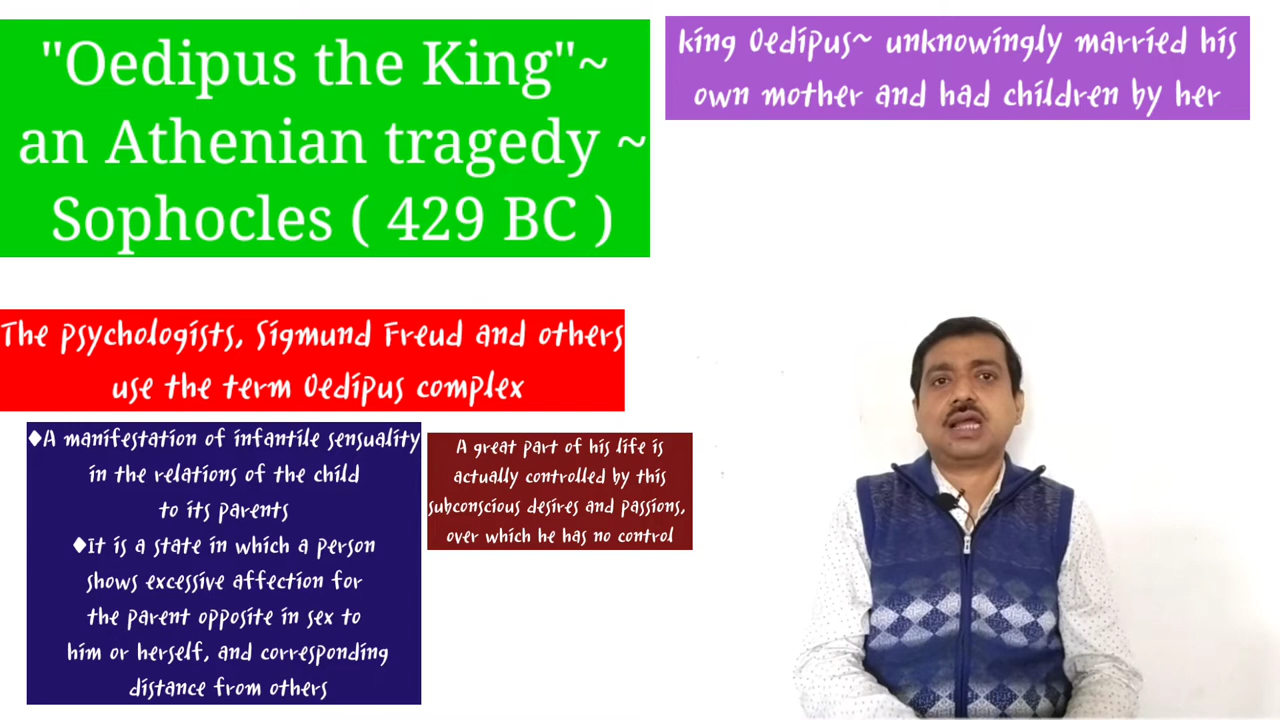 "Oedipus the King"~
an Athenian tragedy ~
Sophocles ( 429 BC )
king Oedipus~ unknowingly married his
own mother and had children by her
The psychologists, Sigmund Freud and others
use the term Oedipus complex
◆A manifestation of infantile sensuality
in the relations of the child
to its parents
◆It is a state in which a person
shows excessive affection for
the parent opposite in sex to
him or herself, and corresponding
distance from others
A great part of his life is
actually controlled by this
subconscious desires and passions,
over which he has no control